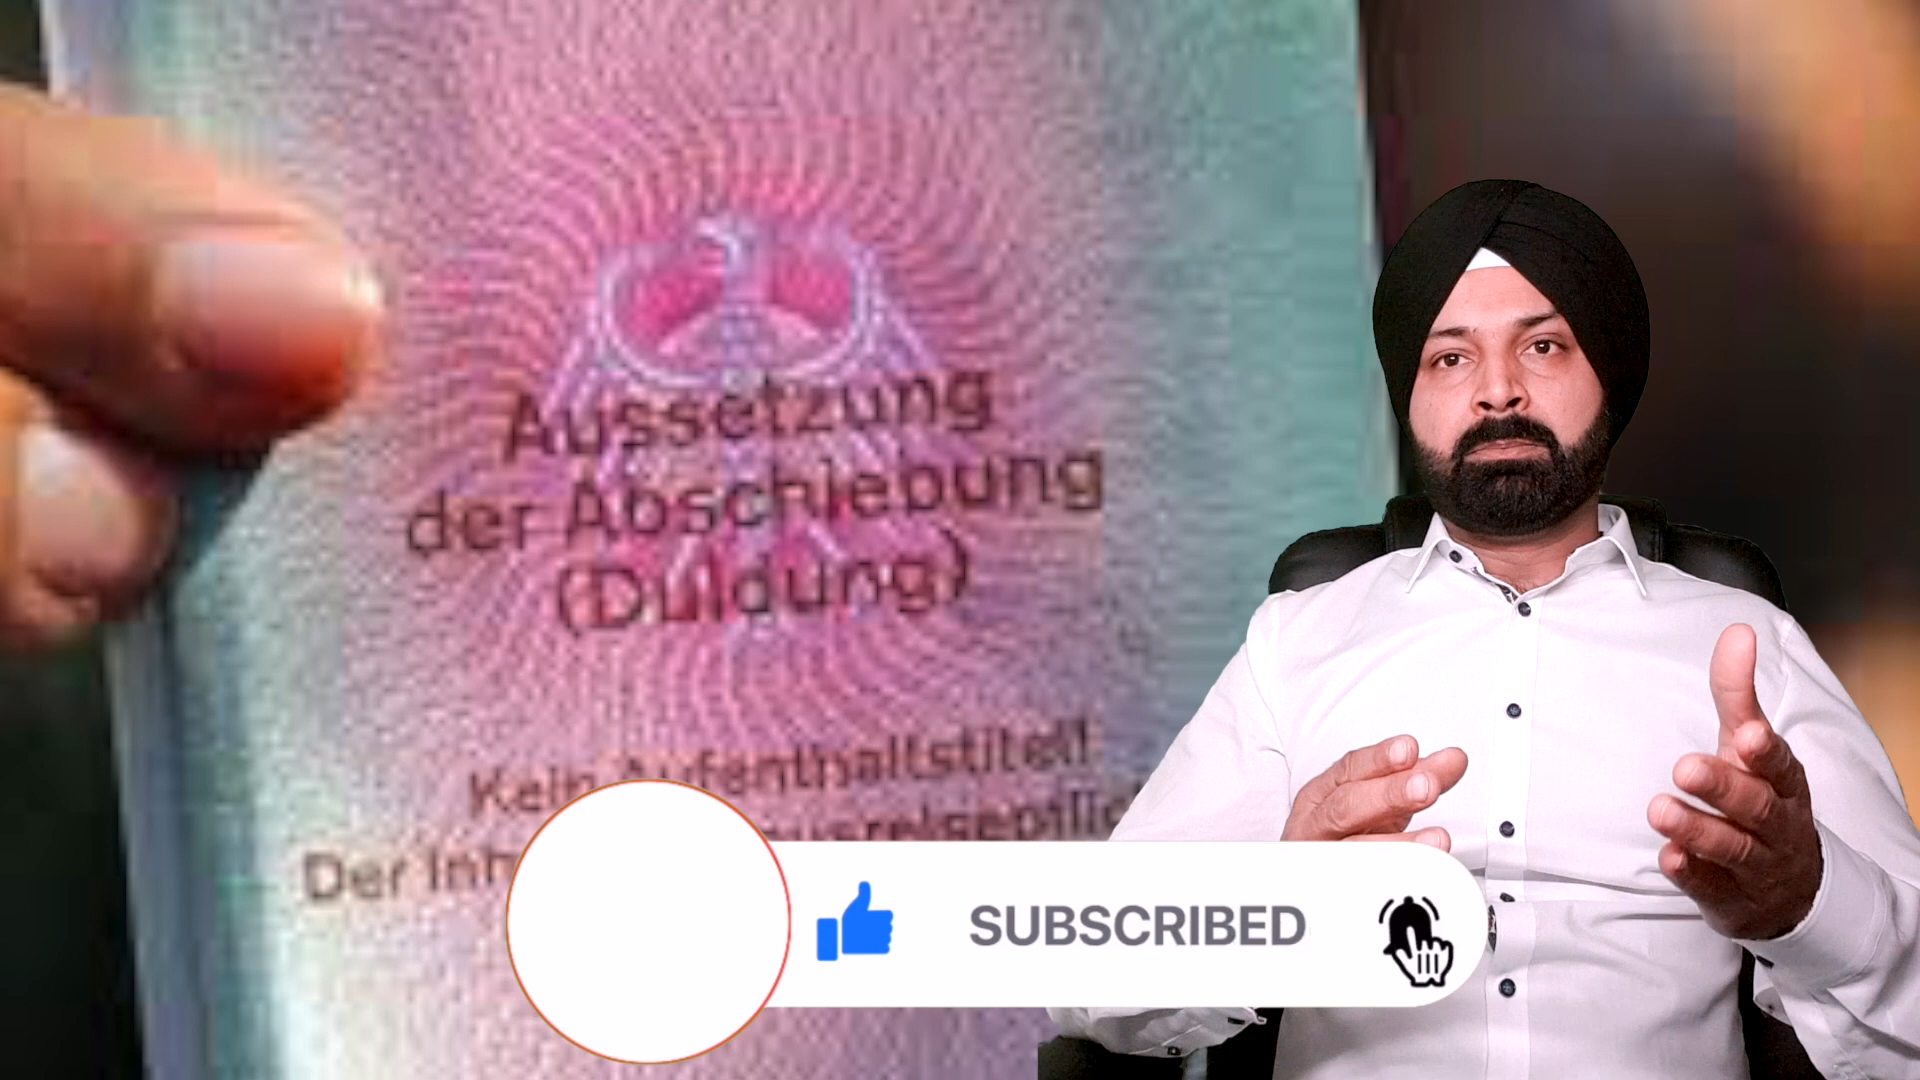 Aussetzung
der Abschiebung
(Duldung)
Kein Aufenthaltstitel!
Der
SUBSCRIBED